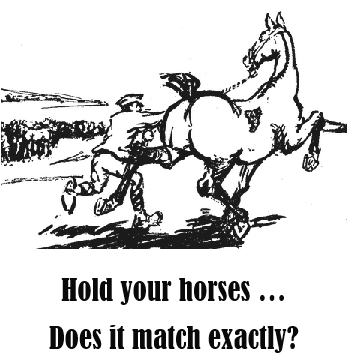 Hold your horses ...
Does it match exactly?